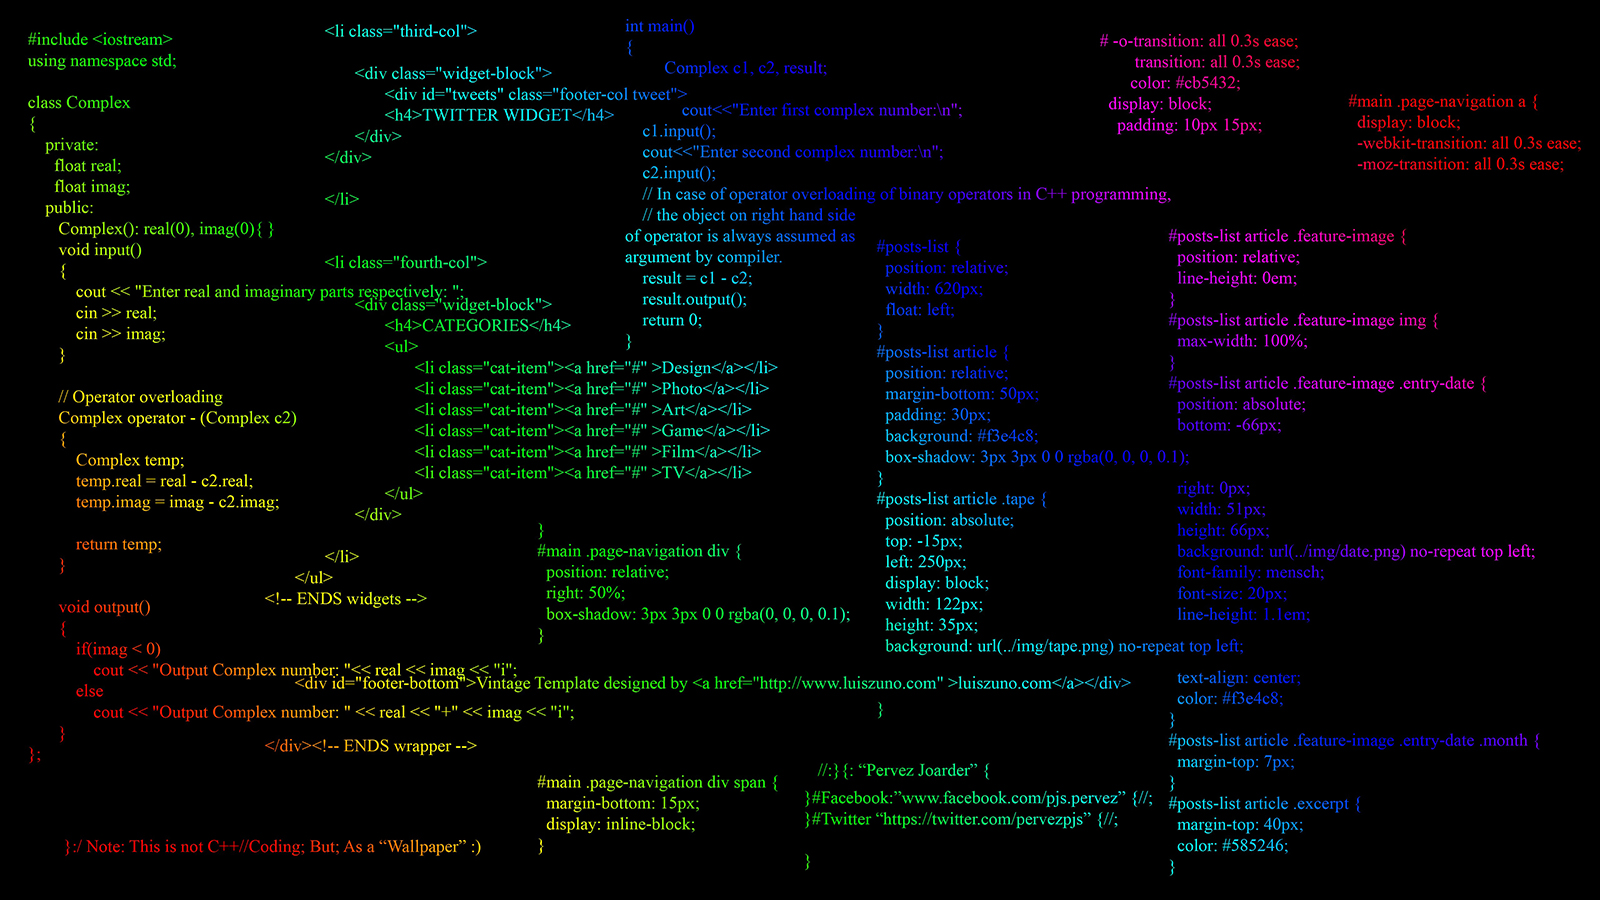 #include <iostream>
using namespace std;
class Complex
{
private:
float real;
float imag;
public:
Complex(): real(0), imag(0){ }
void input()
{
cout << "Enter real and imaginary parts respectively: ";
cin >> real;
cin >> imag;
}
// Operator overloading
Complex operator - (Complex c2)
{
Complex temp;
temp.real = real - c2.real;
temp.imag = imag - c2.imag;
return temp;
}
void output()
{
if(imag < 0)
cout << "Output Complex number: "<< real << imag << "i";
else
cout << "Output Complex number: " << real << "+" << imag << "i";
}
};
}:/ Note: This is not C++//Coding; But; As a “Wallpaper” :)
<li class="third-col">
<div class="widget-block">
<div id="tweets" class="footer-col tweet">
<h4>TWITTER WIDGET</h4>
</div>
</div>
</li>
<li class="fourth-col">
<div class="widget-block">
<h4>CATEGORIES</h4>
<ul>
<li class="cat-item"><a href="#" >Design</a></li>
<li class="cat-item"><a href="#" >Photo</a></li>
<li class="cat-item"><a href="#" >Art</a></li>
<li class="cat-item"><a href="#" >Game</a></li>
<li class="cat-item"><a href="#" >Film</a></li>
<li class="cat-item"><a href="#" >TV</a></li>
</ul>
</div>
</li>
</ul>
<!-- ENDS widgets -->
<div id="footer-bottom">Vintage Template designed by <a href="http://www.luiszuno.com" >luiszuno.com</a></div>
</div><!-- ENDS wrapper -->
int main()
{
Complex c1, c2, result;
cout<<"Enter first complex number:\n";
c1.input();
cout<<"Enter second complex number:\n";
c2.input();
// In case of operator overloading of binary operators in C++ programming,
// the object on right hand side
of operator is always assumed as
argument by compiler.
result = c1 - c2;
result.output();
return 0;
}
}
#main .page-navigation div {
position: relative;
right: 50%;
box-shadow: 3px 3px 0 0 rgba(0, 0, 0, 0.1);
}
#main .page-navigation div span {
margin-bottom: 15px;
display: inline-block;
}
#posts-list {
position: relative;
width: 620px;
float: left;
}
#posts-list article {
position: relative;
margin-bottom: 50px;
padding: 30px;
background: #f3e4c8;
box-shadow: 3px 3px 0 0 rgba(0, 0, 0, 0.1);
}
#posts-list article .tape {
position: absolute;
top: -15px;
left: 250px;
display: block;
width: 122px;
height: 35px;
background: url(../img/tape.png) no-repeat top left;
}
//:}{: “Pervez Joarder” {
}#Facebook:”www.facebook.com/pjs.pervez” {//;
}#Twitter “https://twitter.com/pervezpjs” {//;
}
# -o-transition: all 0.3s ease;
transition: all 0.3s ease;
color: #cb5432;
display: block;
padding: 10px 15px;
#main .page-navigation a {
display: block;
-webkit-transition: all 0.3s ease;
-moz-transition: all 0.3s ease;
#posts-list article .feature-image {
position: relative;
line-height: 0em;
}
#posts-list article .feature-image img {
max-width: 100%;
}
#posts-list article .feature-image .entry-date {
position: absolute;
bottom: -66px;
right: 0px;
width: 51px;
height: 66px;
background: url(../img/date.png) no-repeat top left;
font-family: mensch;
font-size: 20px;
line-height: 1.1em;
text-align: center;
color: #f3e4c8;
}
#posts-list article .feature-image .entry-date .month {
margin-top: 7px;
}
#posts-list article .excerpt {
margin-top: 40px;
color: #585246;
}